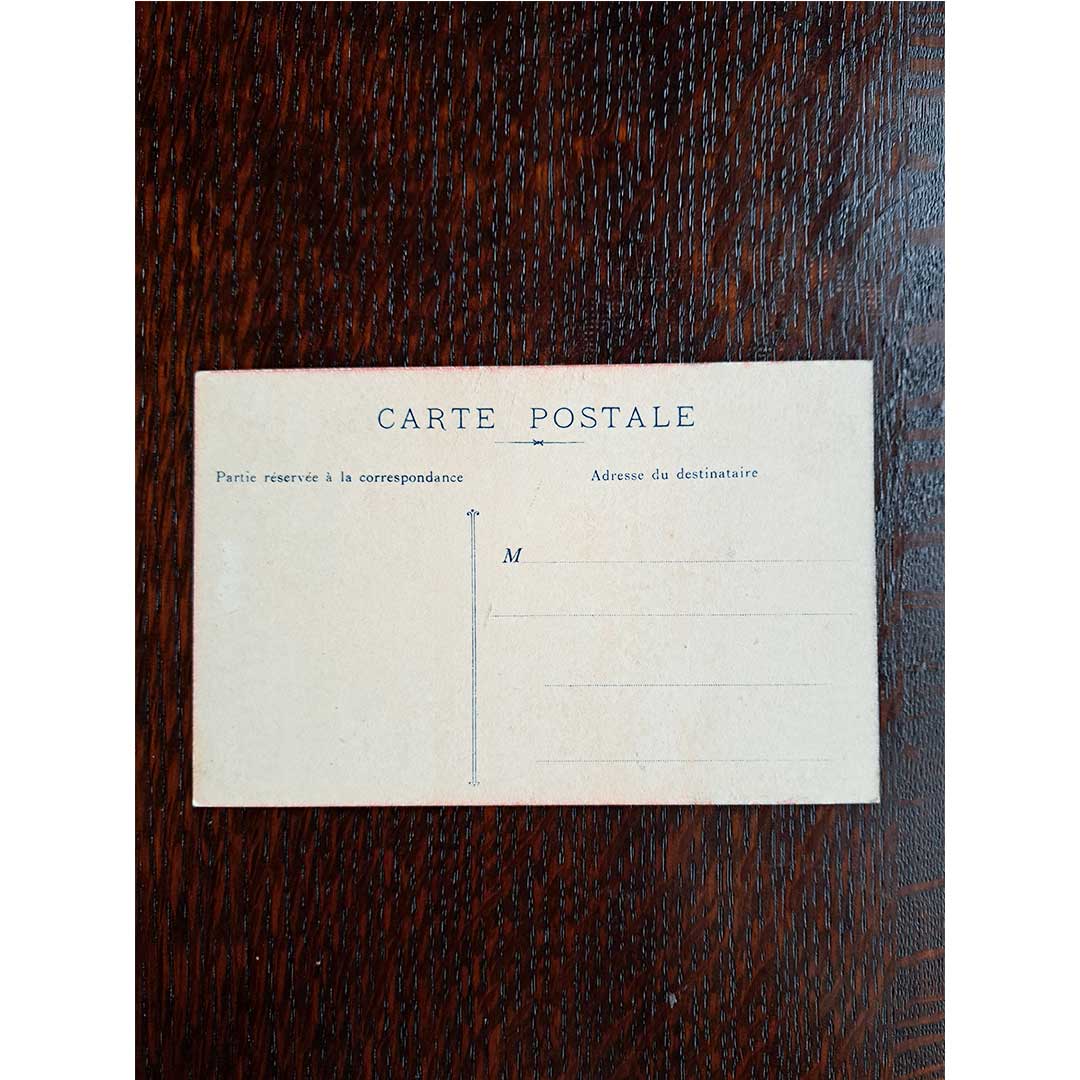 CARTE POSTALE
Partie réservée à la correspondance
Adresse du destinataire
M